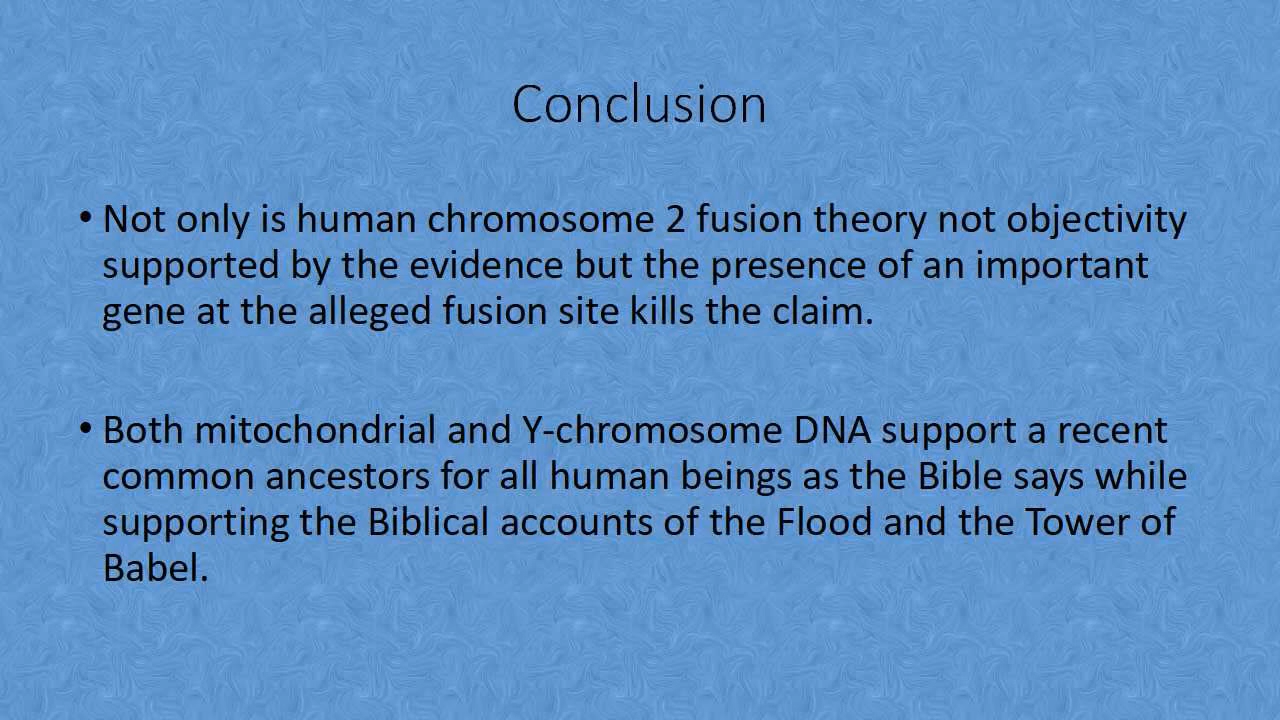 Conclusion
• Not only is human chromosome 2 fusion theory not objectivity
supported by the evidence but the presence of an important
gene at the alleged fusion site kills the claim.
• Both mitochondrial and Y-chromosome DNA support a recent
common ancestors for all human beings as the Bible says while
supporting the Biblical accounts of the Flood and the Tower of
Babel.